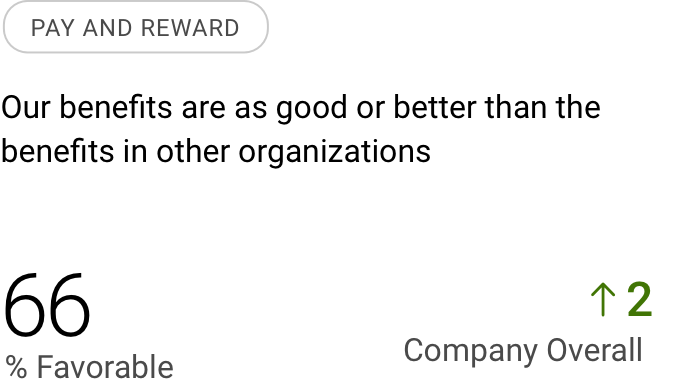 PAY AND REWARD
Our benefits are as good or better than the
benefits in other organizations
66
% Favorable
↑ 2
Company Overall